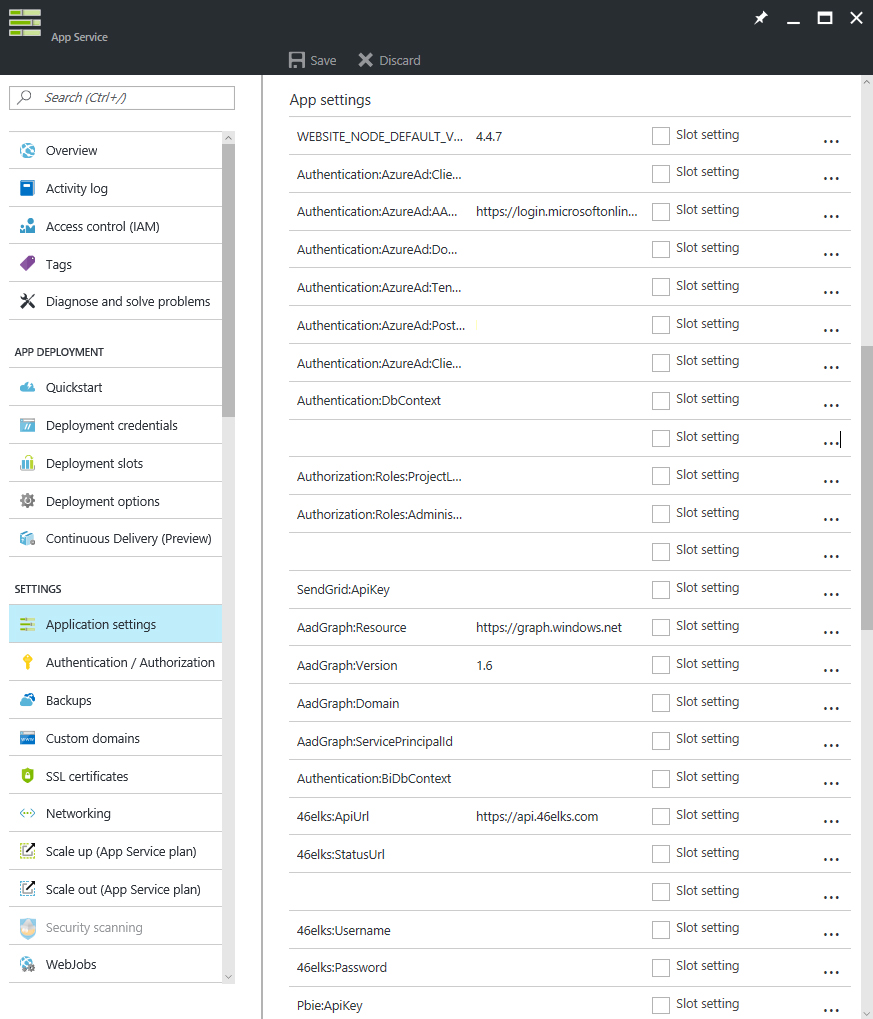 App Service
Save Discard
Search (Ctrl+/)
Overview
Activity log
Access control (IAM)
Tags
Diagnose and solve problems
APP DEPLOYMENT
Quickstart
Deployment credentials
Deployment slots
Deployment options
Continuous Delivery (Preview)
SETTINGS
Application settings
Authentication / Authorization
Backups
Custom domains
SSL certificates
Networking
Scale up (App Service plan)
Scale out (App Service plan)
Security scanning
WebJobs
App settings
WEBSITE_NODE_DEFAULT_V... 4.4.7 Slot setting ...
Authentication:AzureAd:Clie... Slot setting ...
Authentication:AzureAd:AA... https://login.microsoftonlin... Slot setting ...
Authentication:AzureAd:Do... Slot setting ...
Authentication:AzureAd:Ten... Slot setting ...
Authentication:AzureAd:Post... Slot setting ...
Authentication:AzureAd:Clie... Slot setting ...
Authentication:DbContext Slot setting ...
Slot setting ...
Authorization:Roles:ProjectL... Slot setting ...
Authorization:Roles:Adminis... Slot setting ...
Slot setting ...
SendGrid:ApiKey Slot setting ...
AadGraph:Resource https://graph.windows.net Slot setting ...
AadGraph:Version 1.6 Slot setting ...
AadGraph:Domain Slot setting ...
AadGraph:ServicePrincipalId Slot setting ...
Authentication:BiDbContext Slot setting ...
46elks:ApiUrl https://api.46elks.com Slot setting ...
46elks:StatusUrl Slot setting ...
Slot setting ...
46elks:Username Slot setting ...
46elks:Password Slot setting ...
Pbie:ApiKey Slot setting ...